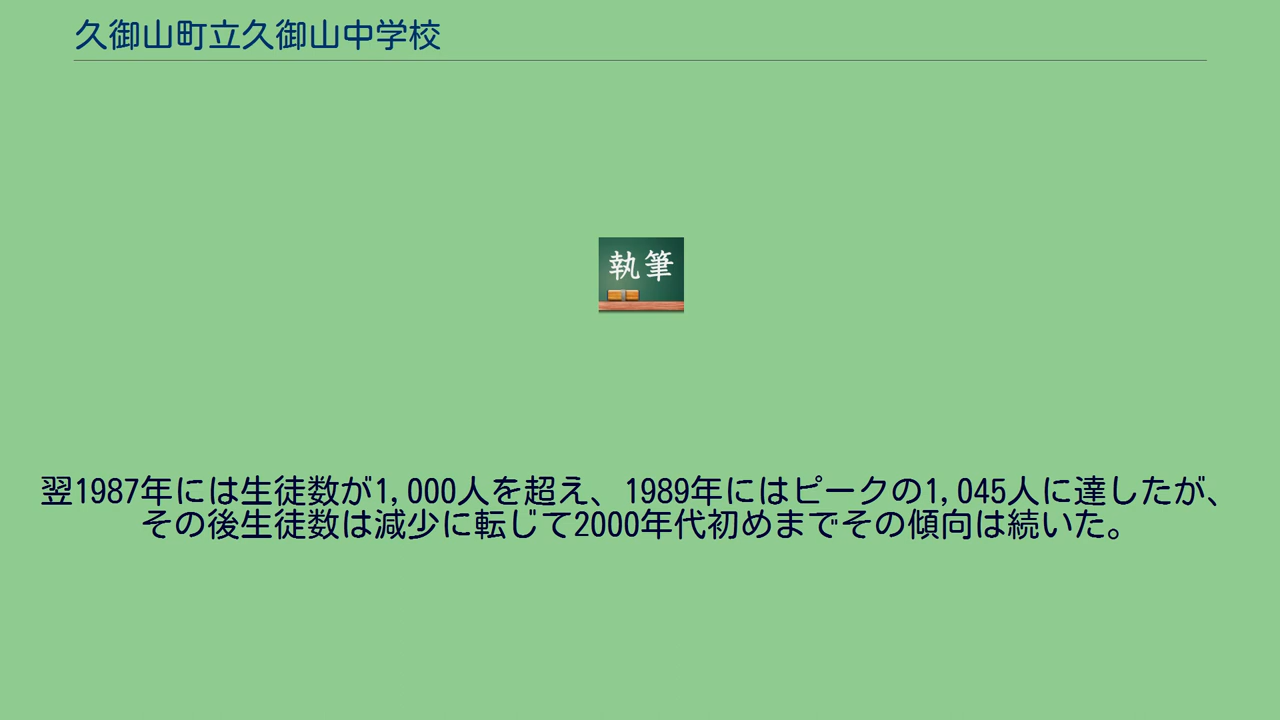 久御山町立久御山中学校
執筆
翌1987年には生徒数が1,000人を超え、1989年にはピークの1,045人に達したが、
その後生徒数は減少に転じて2000年代初めまでその傾向は続いた。